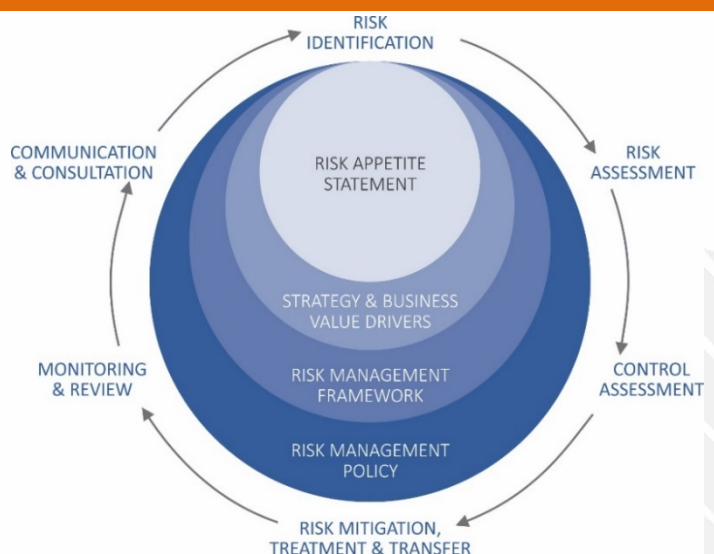 RISK
IDENTIFICATION
COMMUNICATION
& CONSULTATION
RISK
ASSESSMENT
RISK APPETITE
STATEMENT
STRATEGY & BUSINESS
VALUE DRIVERS
MONITORING
& REVIEW
RISK MANAGEMENT
FRAMEWORK
CONTROL
ASSESSMENT
RISK MANAGEMENT
POLICY
RISK MITIGATION,
TREATMENT & TRANSFER